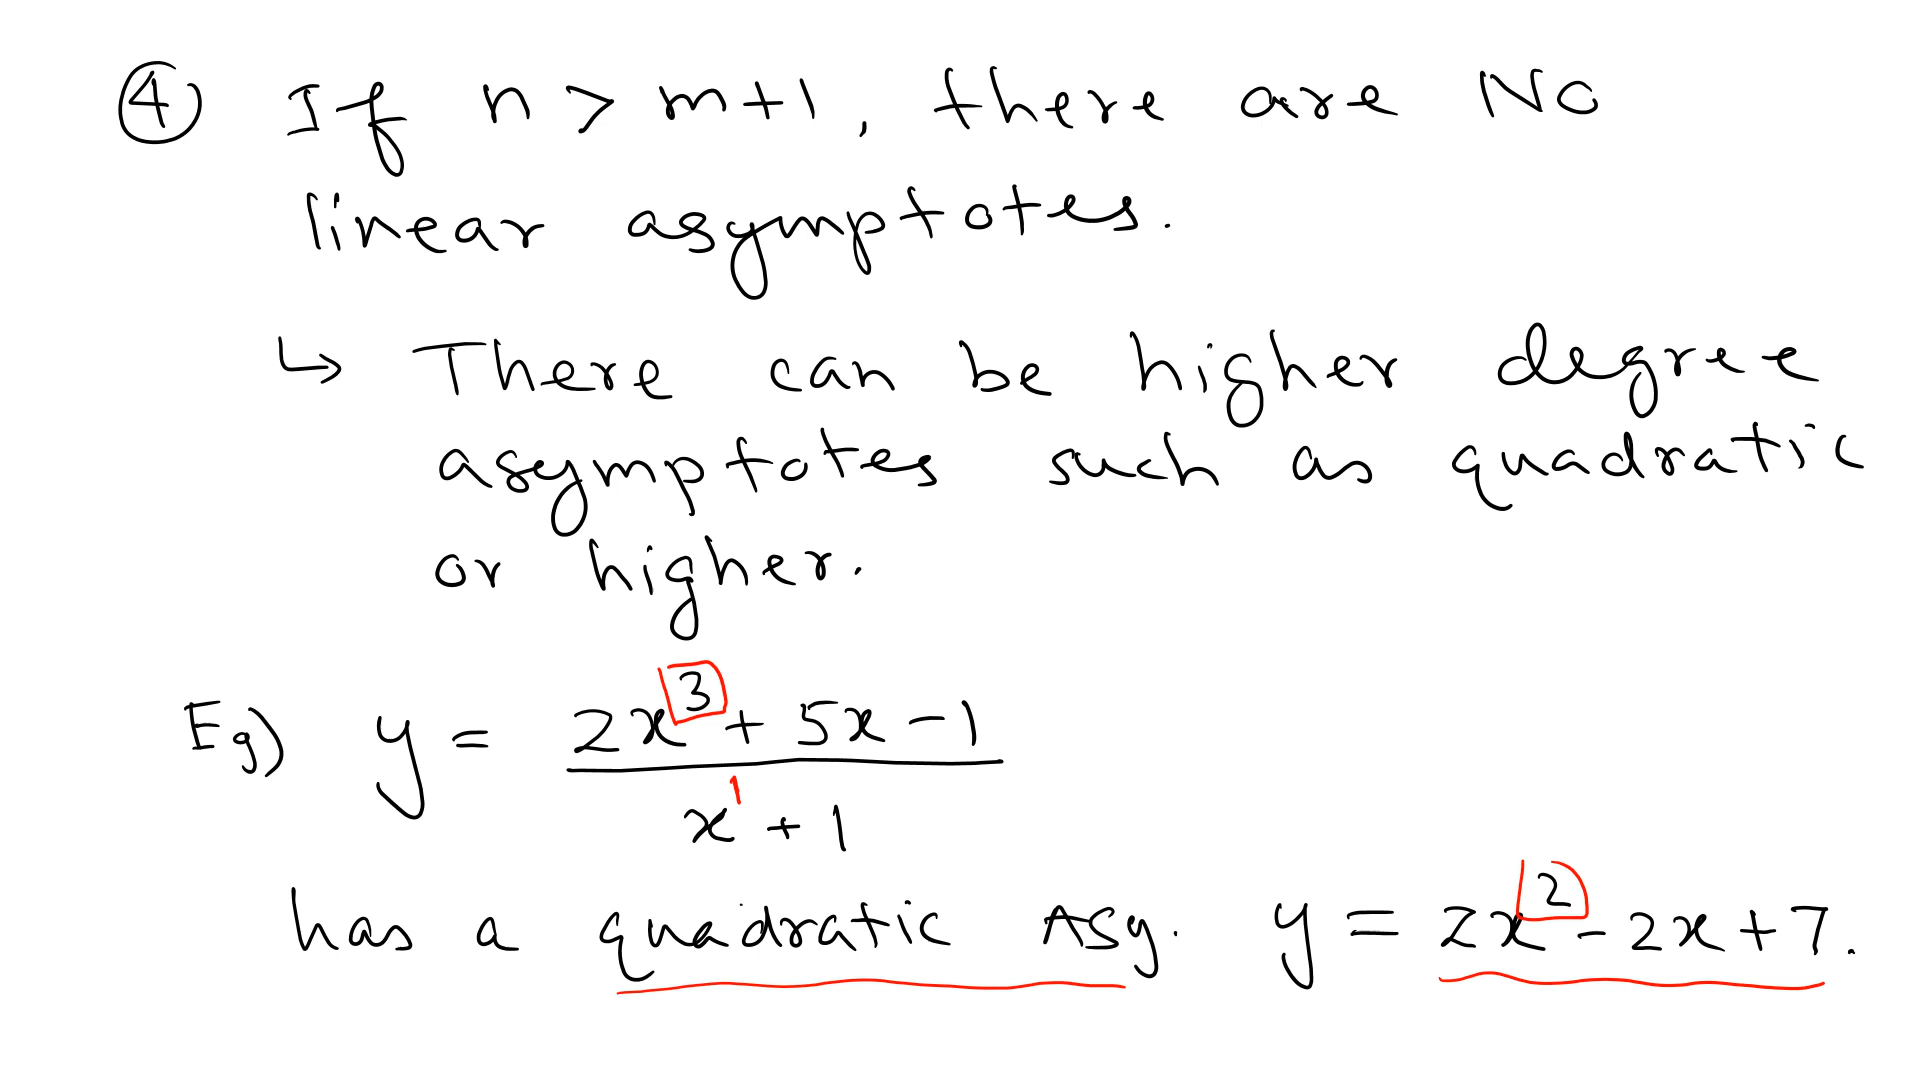 ④ If n > m+1, there are No
linear asymptotes.
↳ There can be higher degree
asymptotes such as quadratic
or higher.
Eg) y = (2x³ + 5x - 1) / (x¹ + 1)
has a quadratic Asy. y = 2x² - 2x + 7.